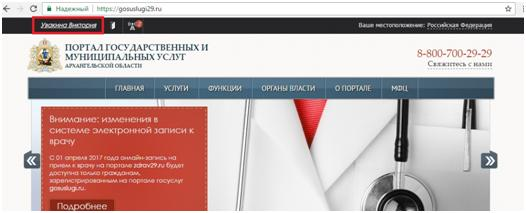 Надежный https://gosuslugi29.ru
Увакина Виктория
Ваше местоположение: Российская Федерация
ПОРТАЛ ГОСУДАРСТВЕННЫХ И
МУНИЦИПАЛЬНЫХ УСЛУГ
АРХАНГЕЛЬСКОЙ ОБЛАСТИ
8-800-700-29-29
Свяжитесь с нами
ГЛАВНАЯ УСЛУГИ ФУНКЦИИ ОРГАНЫ ВЛАСТИ О ПОРТАЛЕ МФЦ
Внимание: изменения в
системе электронной записи к
врачу
С 01 апреля 2017 года онлайн-запись на
прием к врачу на портале zdrav29.ru будет
доступна только гражданам,
зарегистрированным на портале госуслуг
gosuslugi.ru.
Подробнее